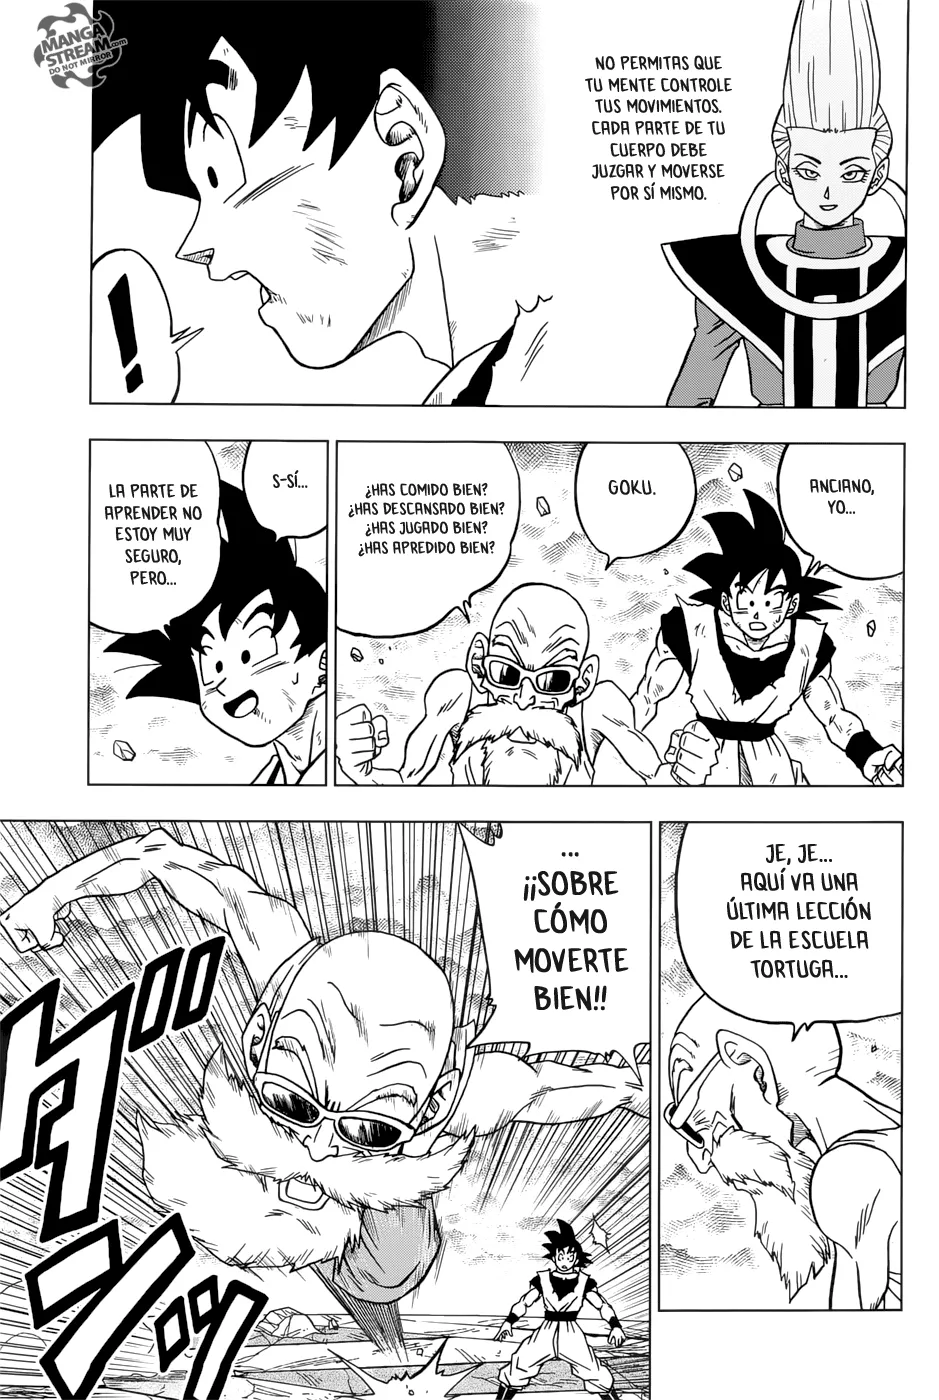 MANGA
STREAM.com
DO NOT MIRROR
NO PERMITAS QUE
TU MENTE CONTROLE
TUS MOVIMIENTOS.
CADA PARTE DE TU
CUERPO DEBE
JUZGAR Y MOVERSE
POR SÍ MISMO.
!
ANCIANO,
YO...
GOKU.
¿HAS COMIDO BIEN?
¿HAS DESCANSADO BIEN?
¿HAS JUGADO BIEN?
¿HAS APREDIDO BIEN?
S-SÍ...
LA PARTE DE
APRENDER NO
ESTOY MUY
SEGURO,
PERO...
JE, JE...
AQUÍ VA UNA
ÚLTIMA LECCIÓN
DE LA ESCUELA
TORTUGA...
...
¡¡SOBRE
CÓMO
MOVERTE
BIEN!!